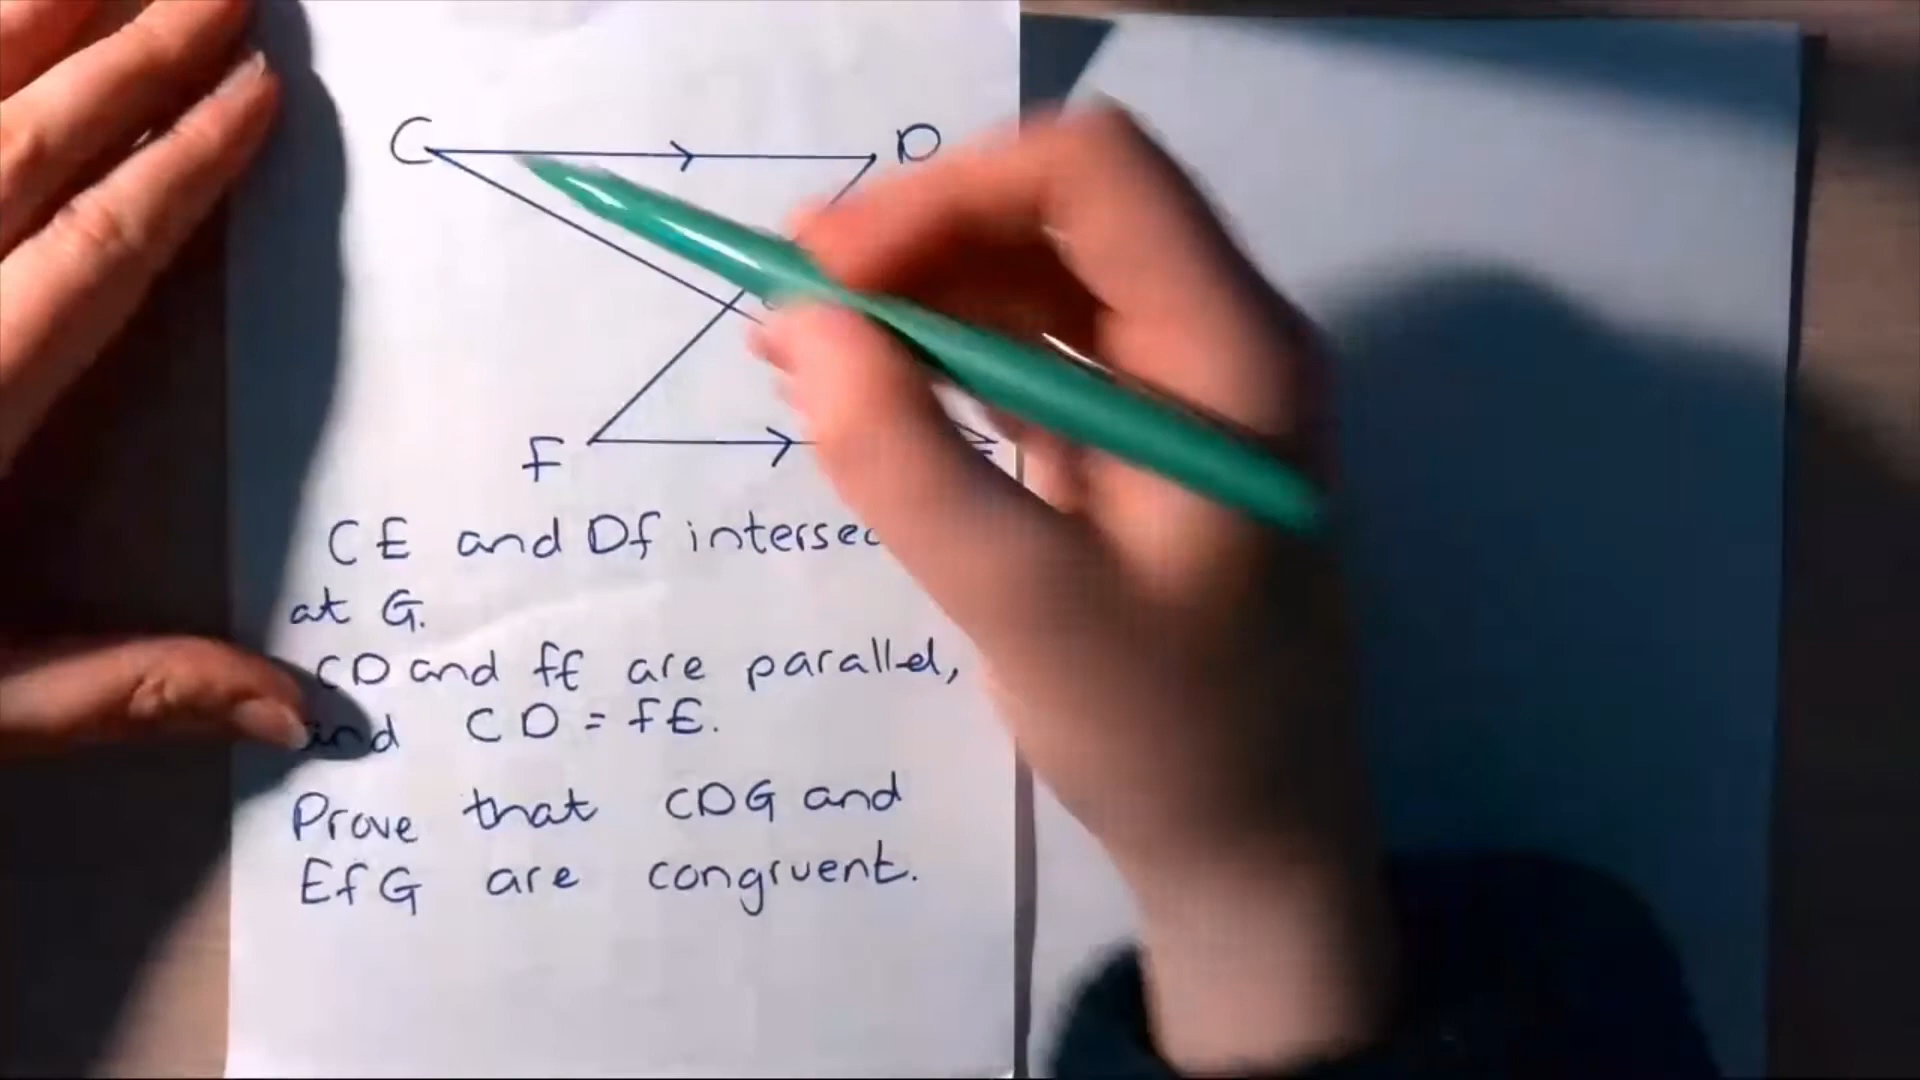 C D
F
CE and DF
at G.
CD and FE are parallel,
and CD = FE.
Prove that CDG and
EFG are congruent.